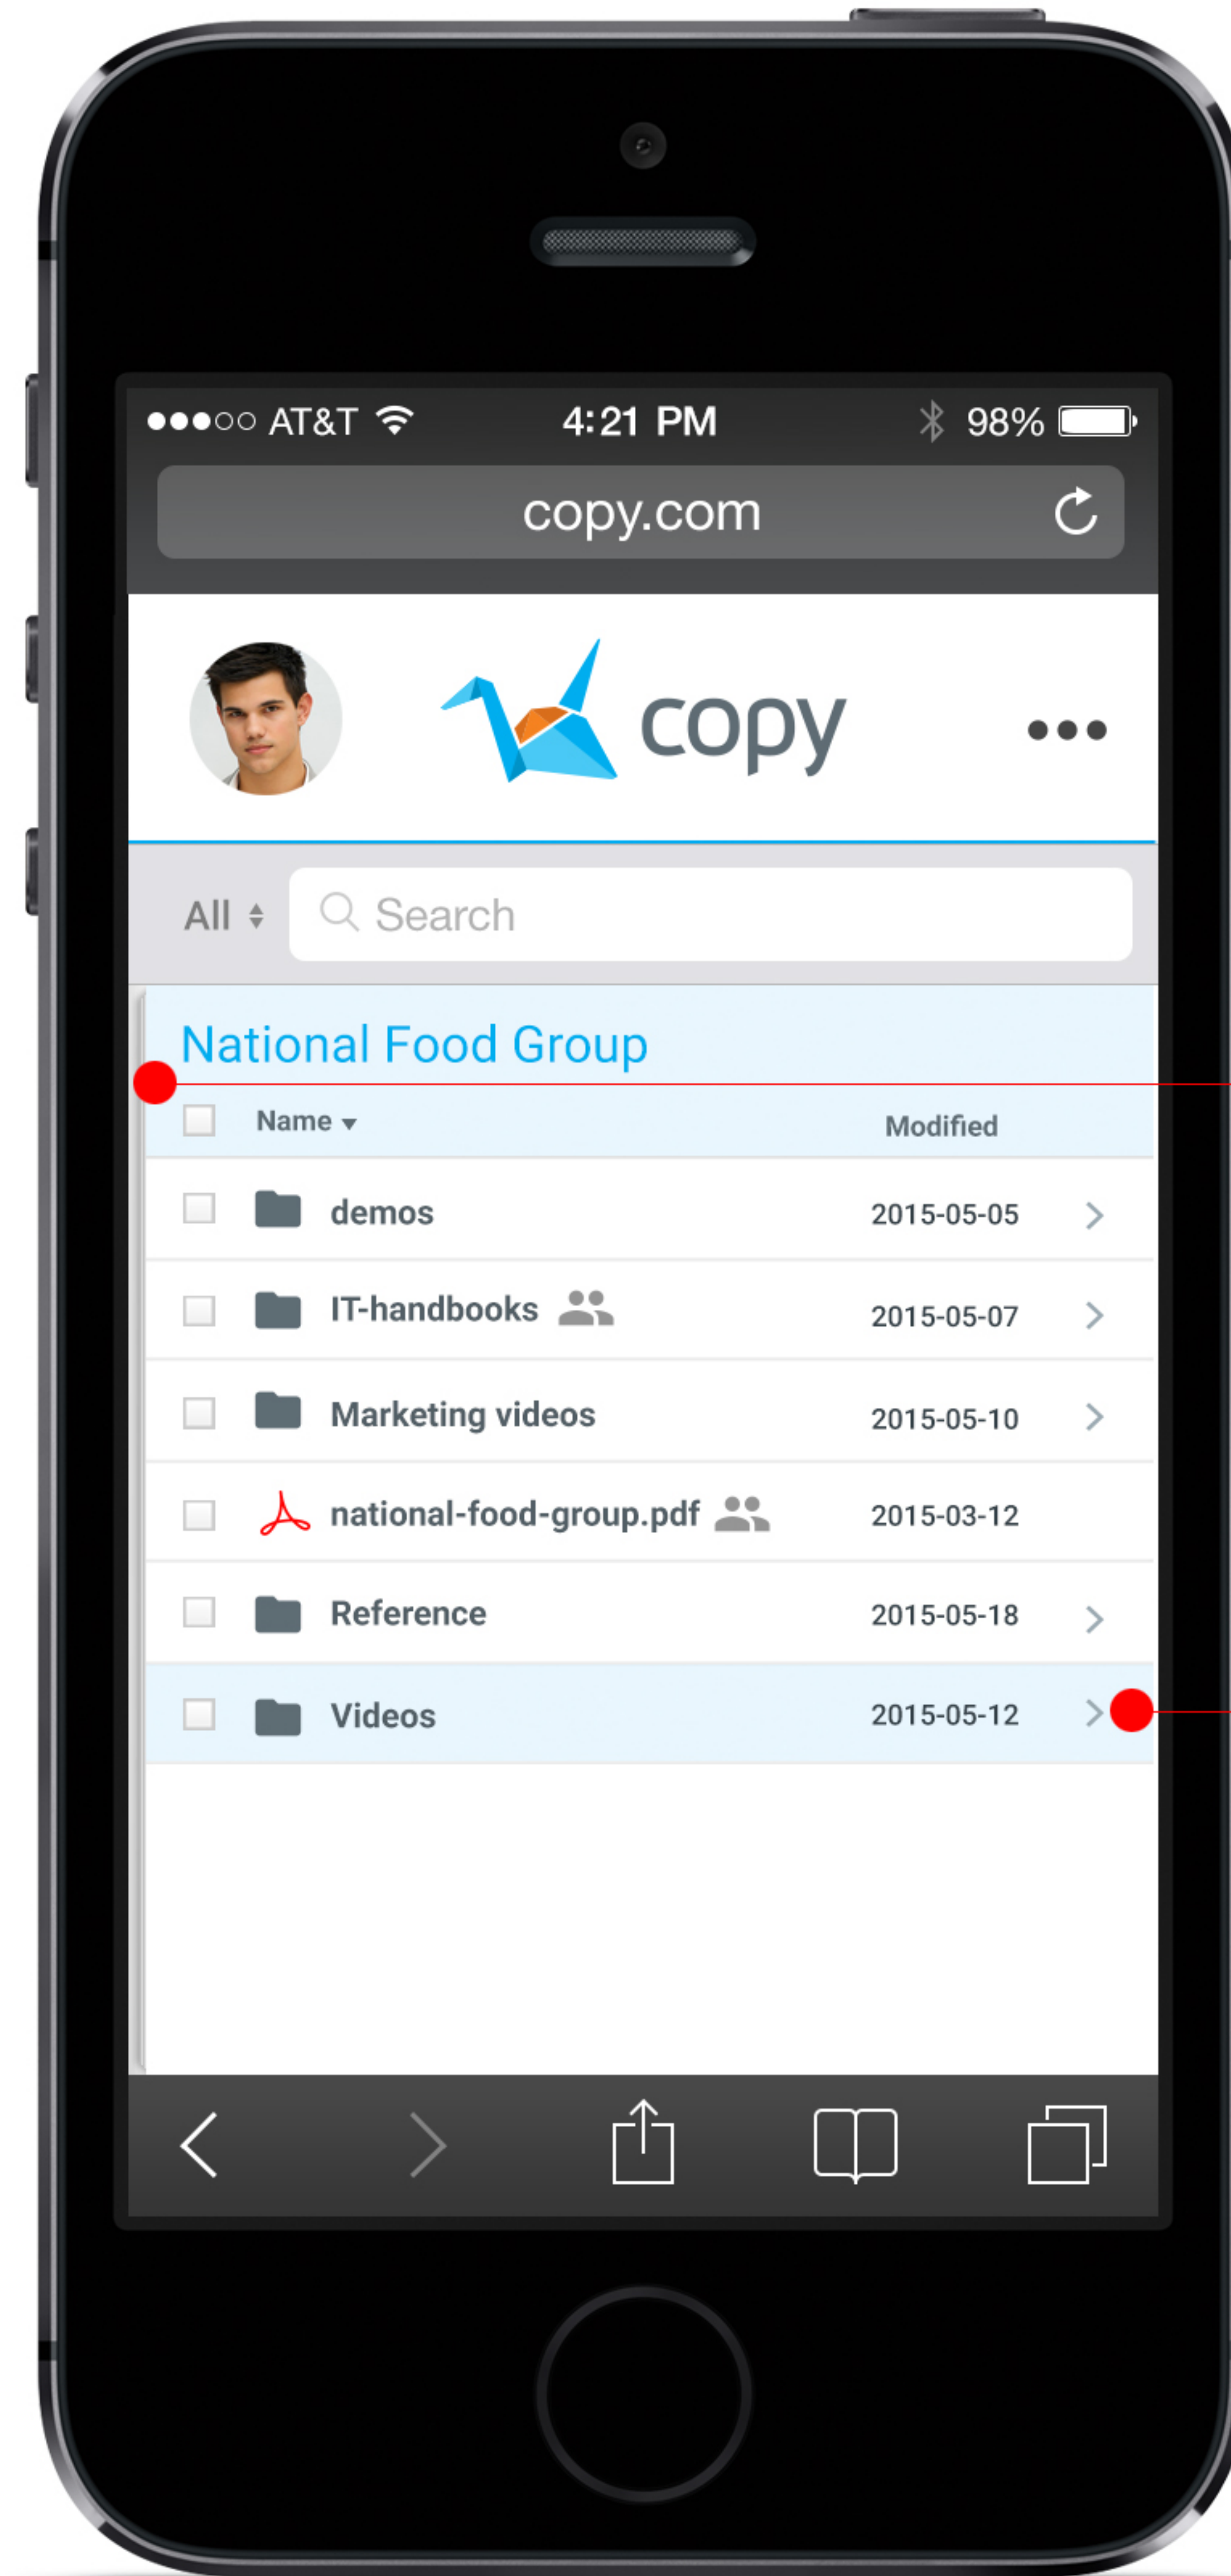 AT&T 4:21 PM 98%
copy.com
copy
All Search
National Food Group
Name Modified
demos 2015-05-05
IT-handbooks 2015-05-07
Marketing videos 2015-05-10
national-food-group.pdf 2015-03-12
Reference 2015-05-18
Videos 2015-05-12